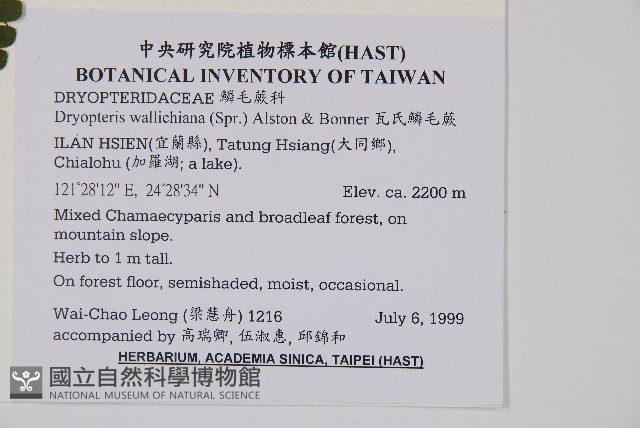 中央研究院植物標本館(HAST)
BOTANICAL INVENTORY OF TAIWAN
DRYOPTERIDACEAE 鱗毛蕨科
Dryopteris wallichiana (Spr.) Alston & Bonner 瓦氏鱗毛蕨
ILAN HSIEN(宜蘭縣), Tatung Hsiang(大同鄉),
Chialohu (加羅湖; a lake).
121°28'12" E, 24°28'34" N Elev. ca. 2200 m
Mixed Chamaecyparis and broadleaf forest, on
mountain slope.
Herb to 1 m tall.
On forest floor, semishaded, moist, occasional.
Wai-Chao Leong (梁慧舟) 1216 July 6, 1999
accompanied by 高瑞卿, 伍淑惠, 邱錦和
HERBARIUM, ACADEMIA SINICA, TAIPEI (HAST)
國立自然科學博物館
NATIONAL MUSEUM OF NATURAL SCIENCE